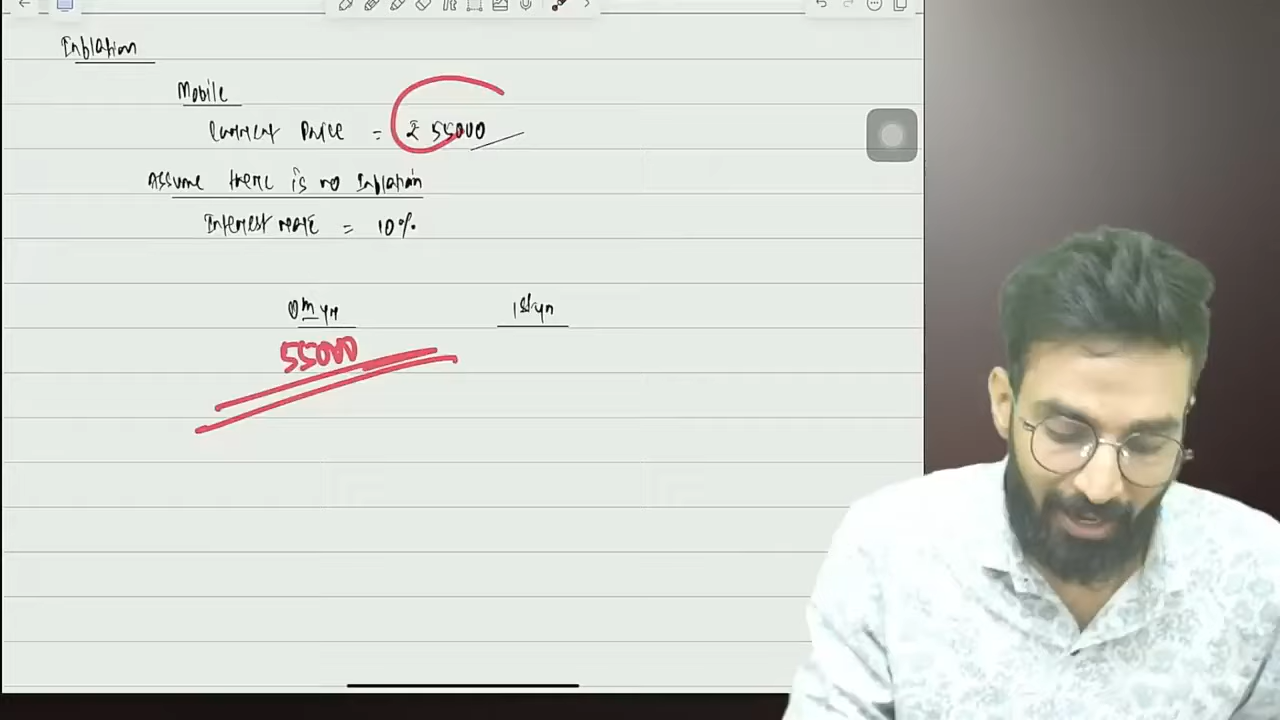 Inflation
Mobile
Current Price = ₹ 55000
Assume there is no Inflation
Interest rate = 10%
0th yr 1st yr
55000